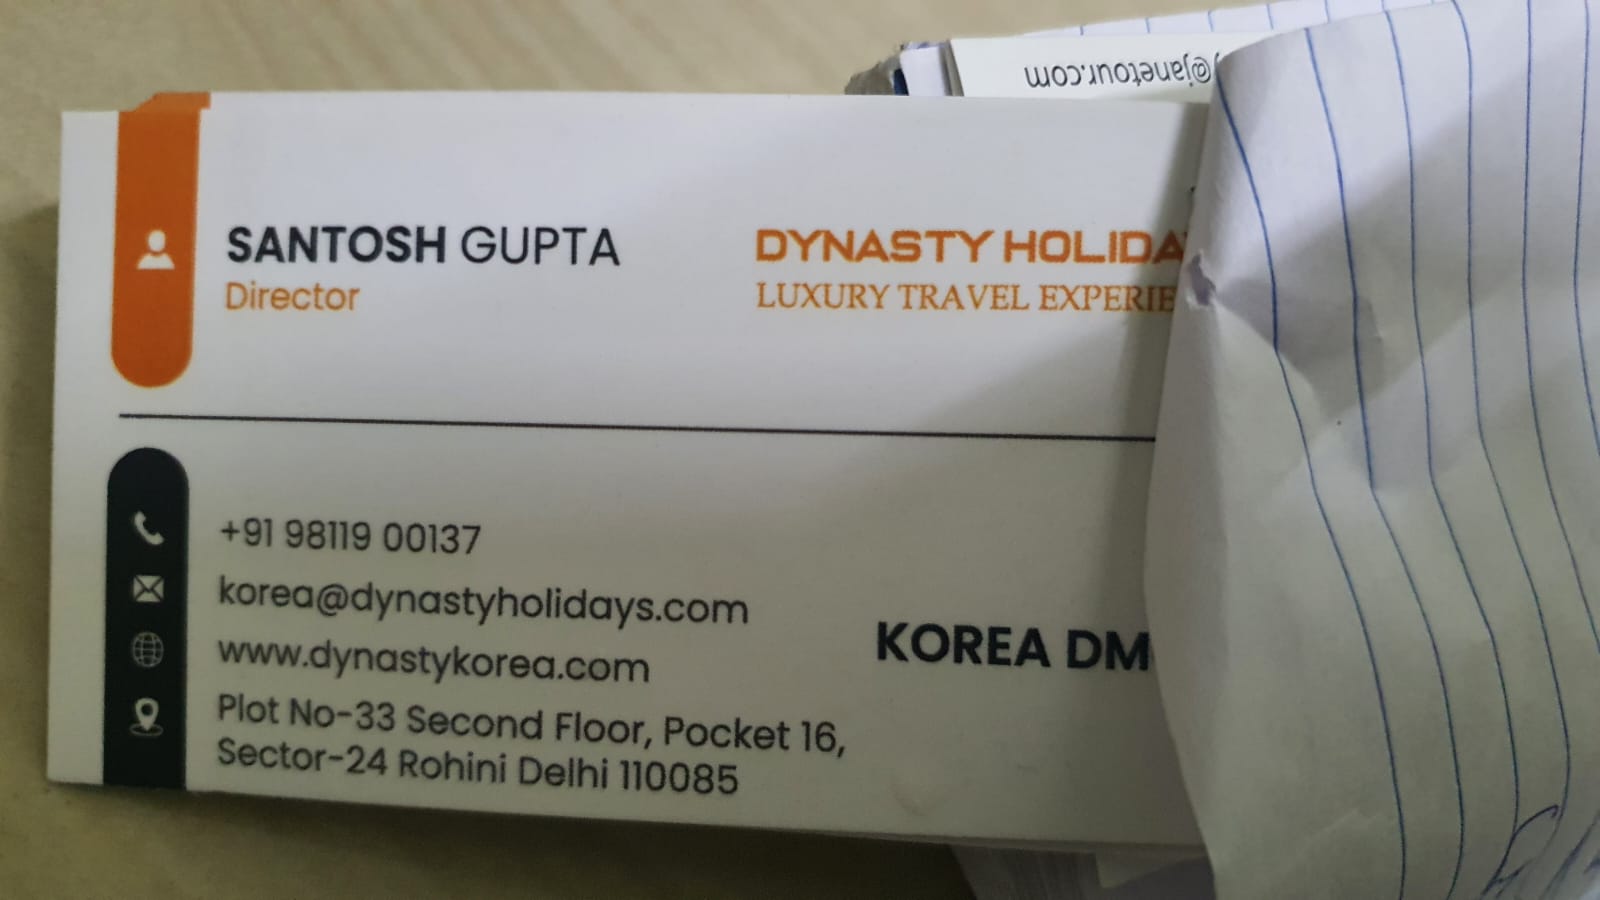 @janetour.com
SANTOSH GUPTA
Director
DYNASTY HOLIDA
LUXURY TRAVEL EXPERIE
+91 98119 00137
korea@dynastyholidays.com
www.dynastykorea.com
Plot No-33 Second Floor, Pocket 16,
Sector-24 Rohini Delhi 110085
KOREA DM